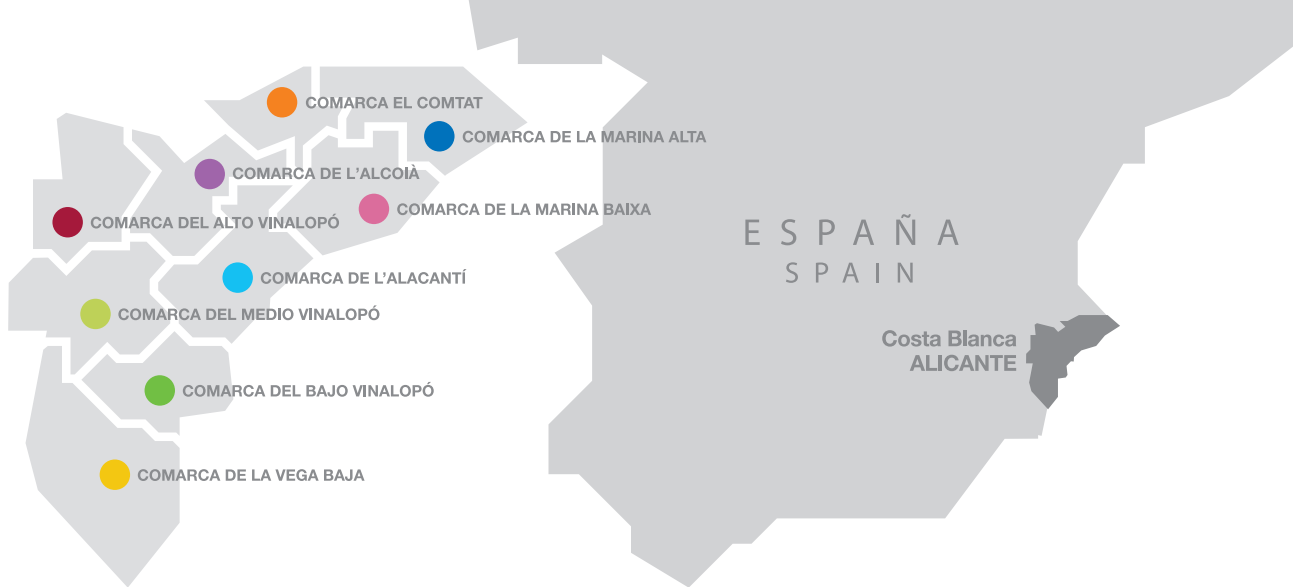 COMARCA EL COMTAT
COMARCA DE LA MARINA ALTA
COMARCA DE L'ALCOIÀ
COMARCA DE LA MARINA BAIXA
COMARCA DEL ALTO VINALOPÓ
COMARCA DE L'ALACANTÍ
COMARCA DEL MEDIO VINALOPÓ
COMARCA DEL BAJO VINALOPÓ
COMARCA DE LA VEGA BAJA
ESPAÑA
SPAIN
Costa Blanca
ALICANTE